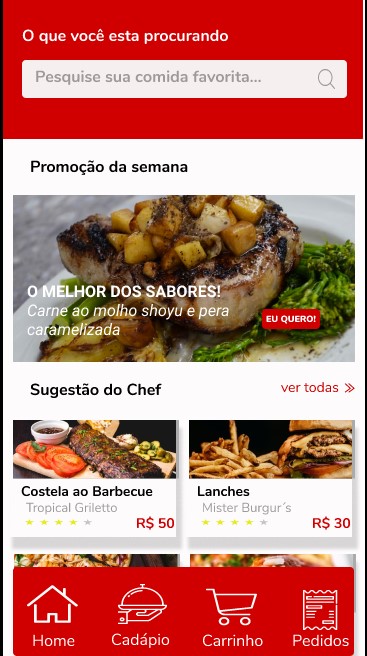 O que você esta procurando
Pesquise sua comida favorita...
Promoção da semana
O MELHOR DOS SABORES!
Carne ao molho shoyu e pera
caramelizada
EU QUERO!
Sugestão do Chef
ver todas
Costela ao Barbecue
Tropical Griletto
R$ 50
Lanches
Mister Burgur´s
R$ 30
Home
Cadápio
Carrinho
Pedidos